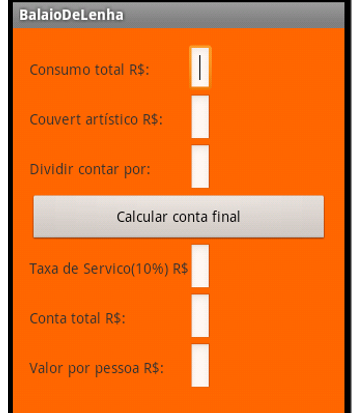 BalaioDeLenha
Consumo total R$:
Couvert artístico R$:
Dividir contar por:
Calcular conta final
Taxa de Servico(10%) R$
Conta total R$:
Valor por pessoa R$: